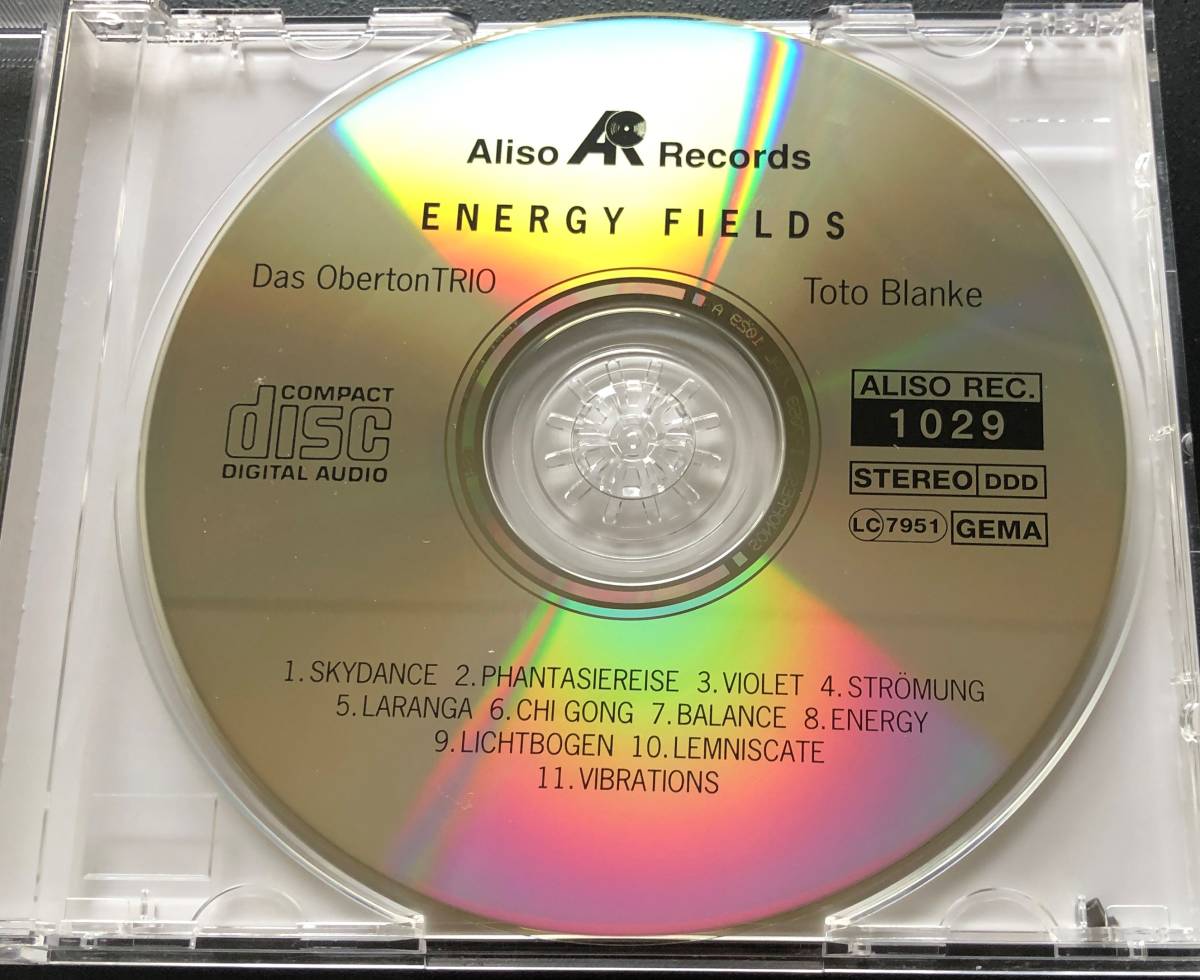 Aliso AR Records
ENERGY FIELDS
Das ObertonTRIO
Toto Blanke
COMPACT
disc
DIGITAL AUDIO
ALISO REC.
1029
STEREO DDD
LC 7951 GEMA
1.SKYDANCE 2.PHANTASIEREISE 3.VIOLET 4.STRÖMUNG
5.LARANGA 6.CHI GONG 7.BALANCE 8.ENERGY
9.LICHTBOGEN 10.LEMNISCATE
11.VIBRATIONS